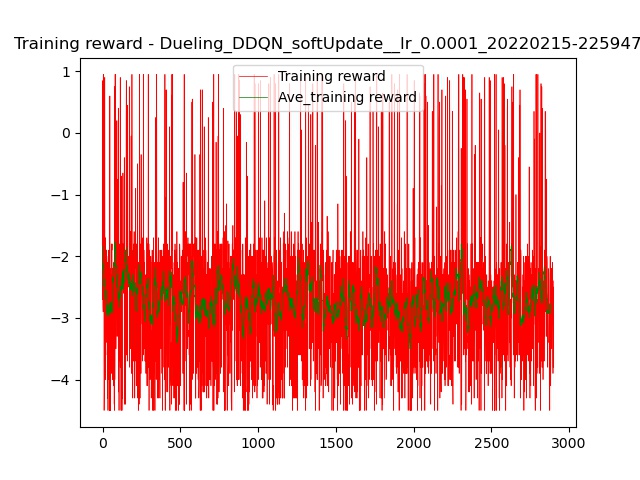 Training reward - Dueling_DDQN_softUpdate__lr_0.0001_20220215-225947
Training reward
Ave_training reward
1
0
−1
−2
−3
−4
0 500 1000 1500 2000 2500 3000